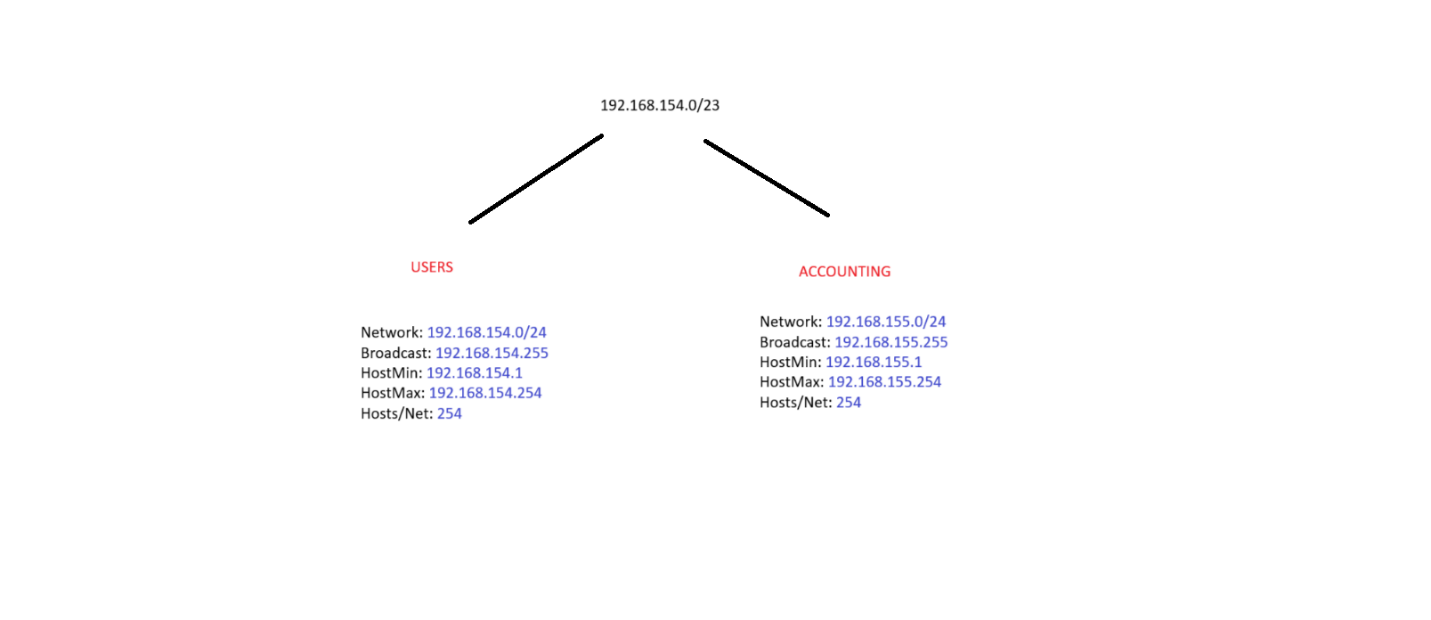 192.168.154.0/23
USERS
Network: 192.168.154.0/24
Broadcast: 192.168.154.255
HostMin: 192.168.154.1
HostMax: 192.168.154.254
Hosts/Net: 254
ACCOUNTING
Network: 192.168.155.0/24
Broadcast: 192.168.155.255
HostMin: 192.168.155.1
HostMax: 192.168.155.254
Hosts/Net: 254